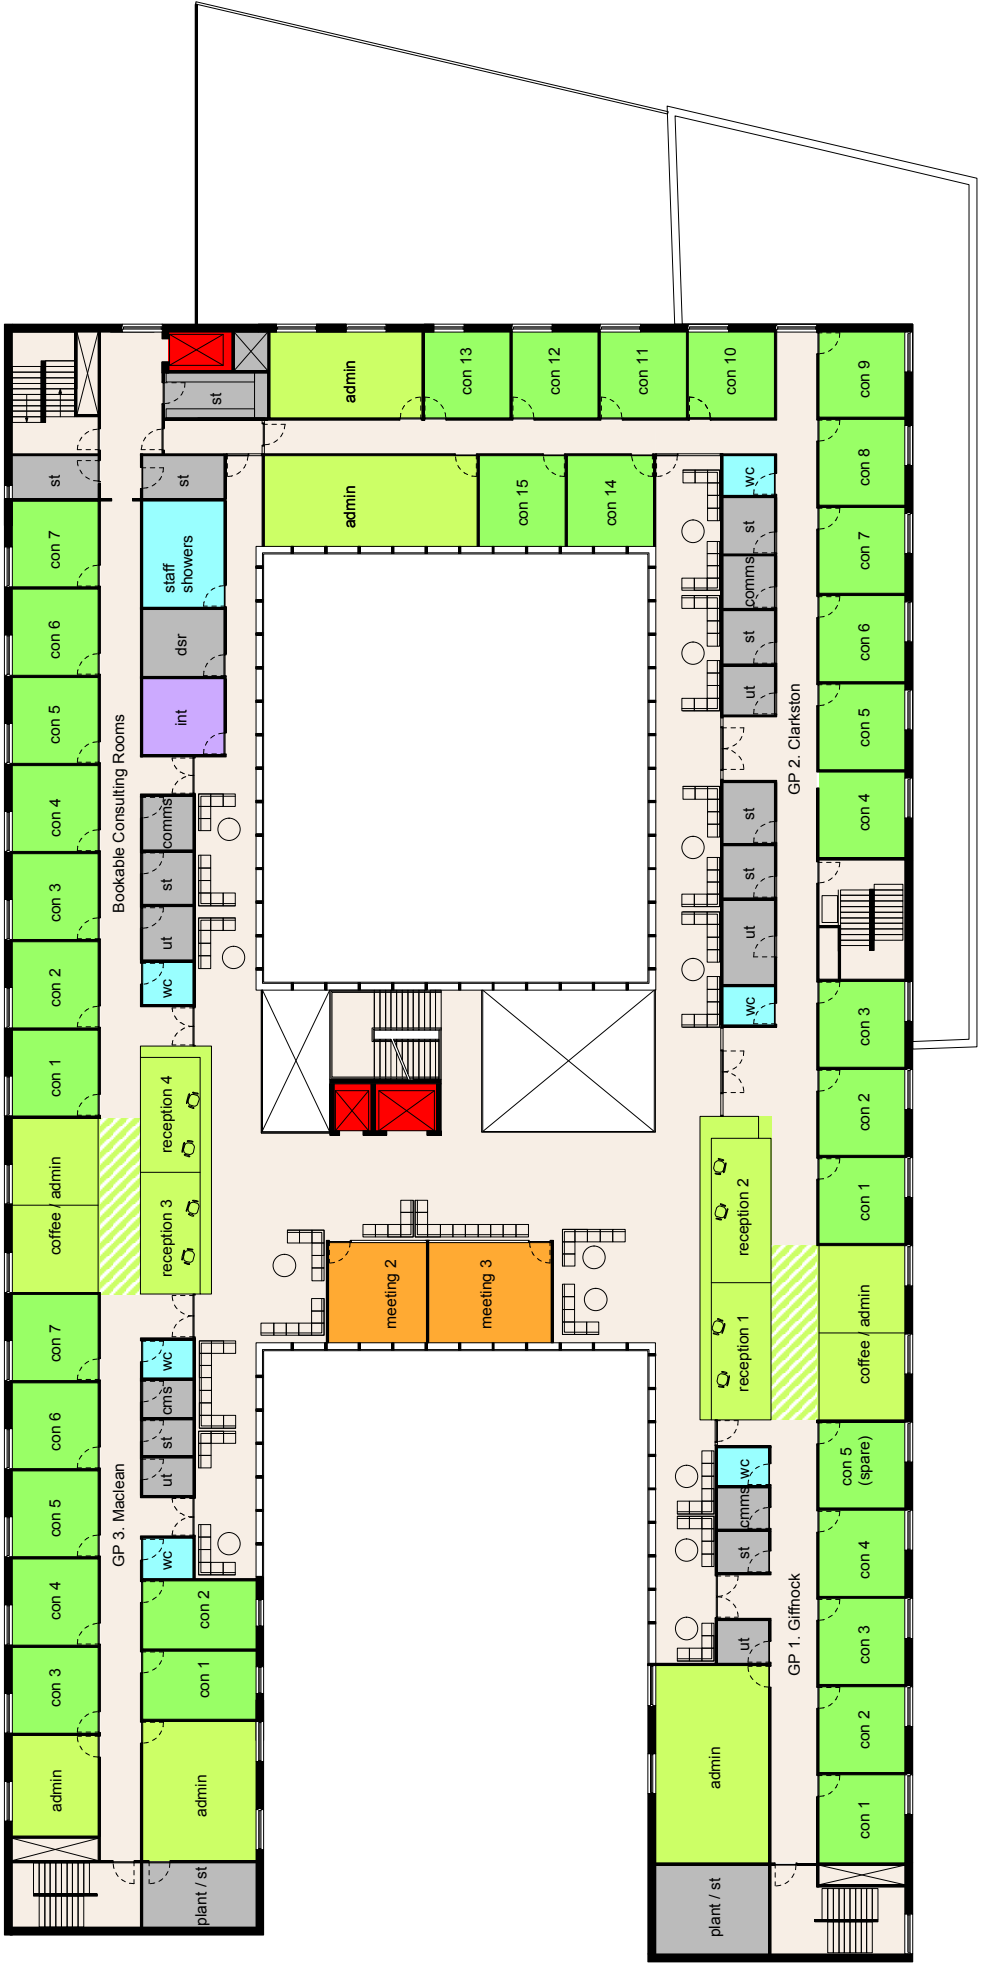 st
admin
con 13
con 12
con 11
con 10
con 9
st
st
admin
con 15
con 14
wc
con 8
con 7
staff
showers
st
con 7
con 6
dsr
comms
con 6
con 5
int
st
ut
con 5
Bookable Consulting Rooms
GP 2. Clarkston
con 4
comms
st
con 4
con 3
st
st
con 2
ut
ut
wc
wc
con 3
con 1
reception 4
con 2
coffee / admin
reception 3
reception 2
con 1
meeting 2
meeting 3
reception 1
coffee / admin
con 7
wc
cms
con 6
st
wc
con 5
(spare)
ut
cmms
con 5
GP 3. Maclean
st
con 4
wc
con 4
con 2
GP 1. Giffnock
ut
con 3
con 3
con 1
admin
con 2
admin
admin
con 1
plant / st
plant / st